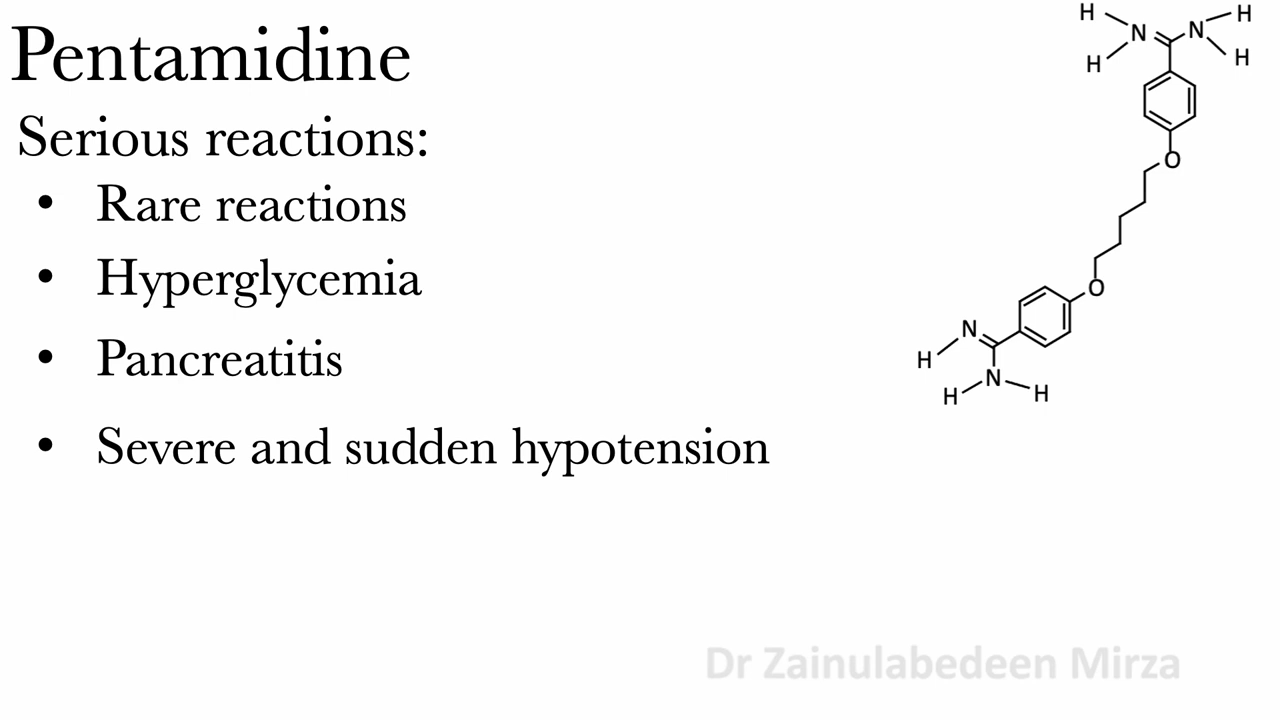 Pentamidine
Serious reactions:
• Rare reactions
• Hyperglycemia
• Pancreatitis
• Severe and sudden hypotension
H N N H
H H
O
O
N
H
N
H H
Dr Zainulabedeen Mirza